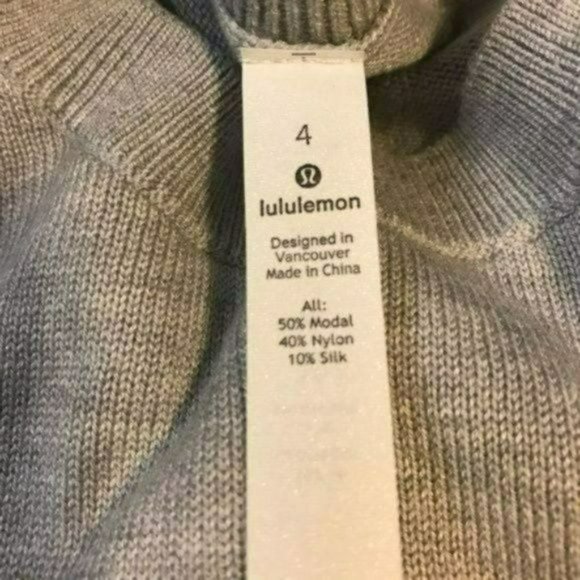 4
lululemon
Designed in
Vancouver
Made in China
All:
50% Modal
40% Nylon
10% Silk